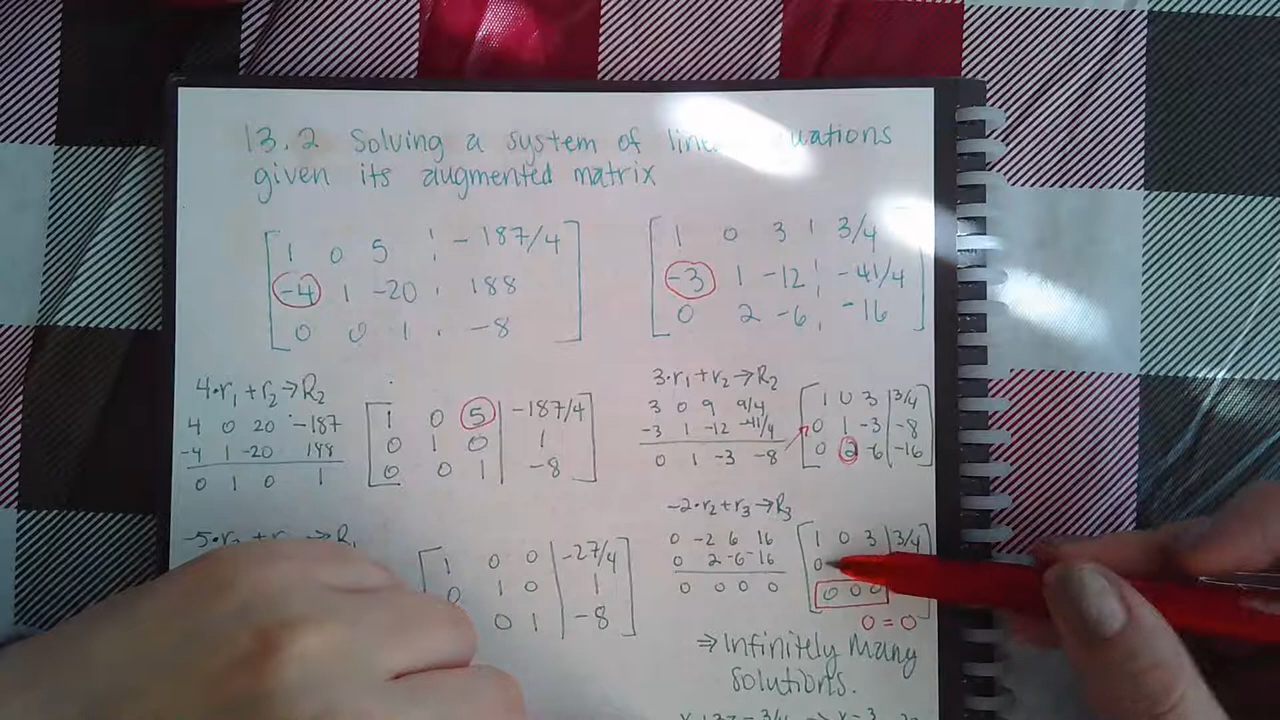 13.2 Solving a system of uations
given its augmented matrix
1 0 5 -187/4
-4 1 -20 188
0 0 1 -8
1 0 3 3/4
-3 1 -12 -41/4
0 2 -6 -16
4·r₁+r₂→R₂
4 0 20 -187
-4 1 -20 188
0 1 0 1
1 0 5 -187/4
0 1 0 1
0 0 1 -8
3·r₁+r₂→R₂
3 0 9 9/4
-3 1 -12 -41/4
0 1 -3 -8
1 0 3 3/4
0 1 -3 -8
0 2 -6 -16
1 0 0 -27/4
0 1 0 1
0 1 -8
-2·r₂+r₃→R₃
0 -2 6 16
0 2 -6 -16
0 0 0 0
1 0 3 3/4
0
0 0 0
0=0
⇒ Infinitely Many
solutions.